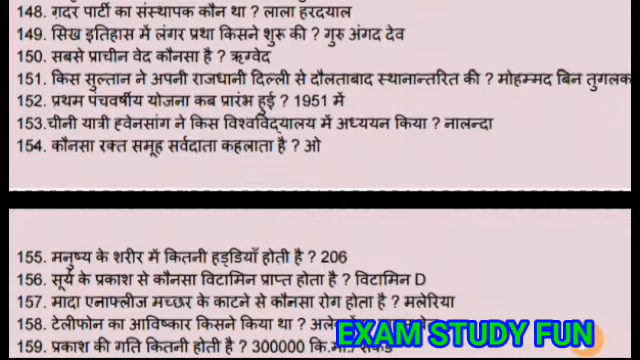 148. ग़दर पार्टी का संस्थापक कौन था ? लाला हरदयाल
149. सिख इतिहास में लंगर प्रथा किसने शुरू की ? गुरु अंगद देव
150. सबसे प्राचीन वेद कौनसा है ? ऋग्वेद
151. किस सुल्तान ने अपनी राजधानी दिल्ली से दौलताबाद स्थानान्तरित की ? मोहम्मद बिन तुगलक
152. प्रथम पंचवर्षीय योजना कब प्रारंभ हुई ? 1951 में
153.चीनी यात्री ह्वेनसांग ने किस विश्वविद्यालय में अध्ययन किया ? नालन्दा
154. कौनसा रक्त समूह सर्वदाता कहलाता है ? ओ
155. मनुष्य के शरीर में कितनी हड्डियाँ होती है ? 206
156. सूर्य के प्रकाश से कौनसा विटामिन प्राप्त होता है ? विटामिन D
157. मादा एनाफ्लीज मच्छर के काटने से कौनसा रोग होता है ? मलेरिया
158. टेलीफोन का आविष्कार किसने किया था ?
159. प्रकाश की गति कितनी होती है ? 300000
EXAM STUDY FUN